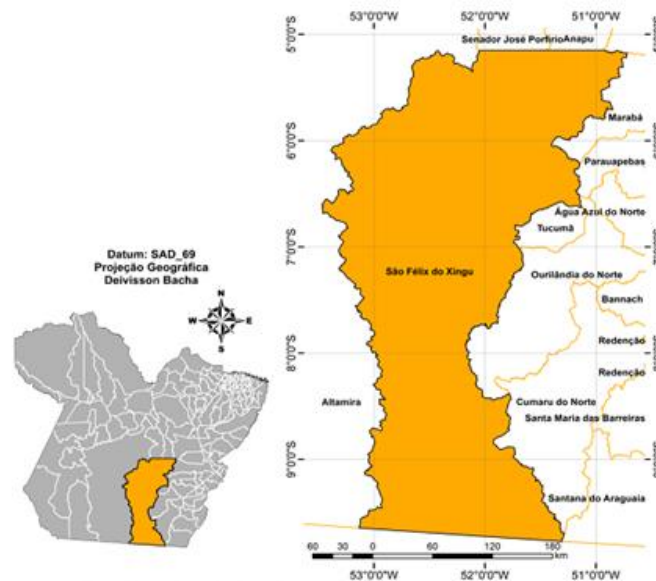 53°0'0"W 52°0'0"W 51°0'0"W
Senador José Porfírio Anapu
5°0'0"S
Marabá
6°0'0"S
Parauapebas
Água Azul do Norte
Tucumã
7°0'0"S
Datum: SAD_69
Projeção Geográfica
Deivisson Bacha
São Félix do Xingu
Ourilândia do Norte
Bannach
N
W E
S
Redenção
8°0'0"S
Redenção
Altamira
Cumaru do Norte
Santa Maria das Barreiras
9°0'0"S
Santana do Araguaia
60 30 0 60 120 180
km
53°0'0"W 52°0'0"W 51°0'0"W